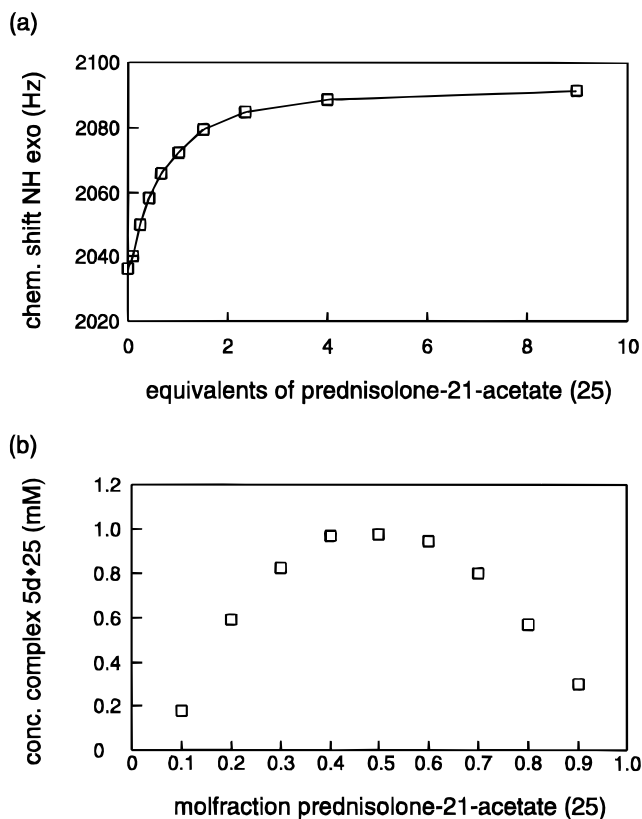 (a)
chem. shift NH exo (Hz)
2100
2080
2060
2040
2020
0 2 4 6 8 10
equivalents of prednisolone-21-acetate (25)
(b)
conc. complex 5d♦25 (mM)
1.2
1.0
0.8
0.6
0.4
0.2
0
0 0.1 0.2 0.3 0.4 0.5 0.6 0.7 0.8 0.9 1.0
molfraction prednisolone-21-acetate (25)